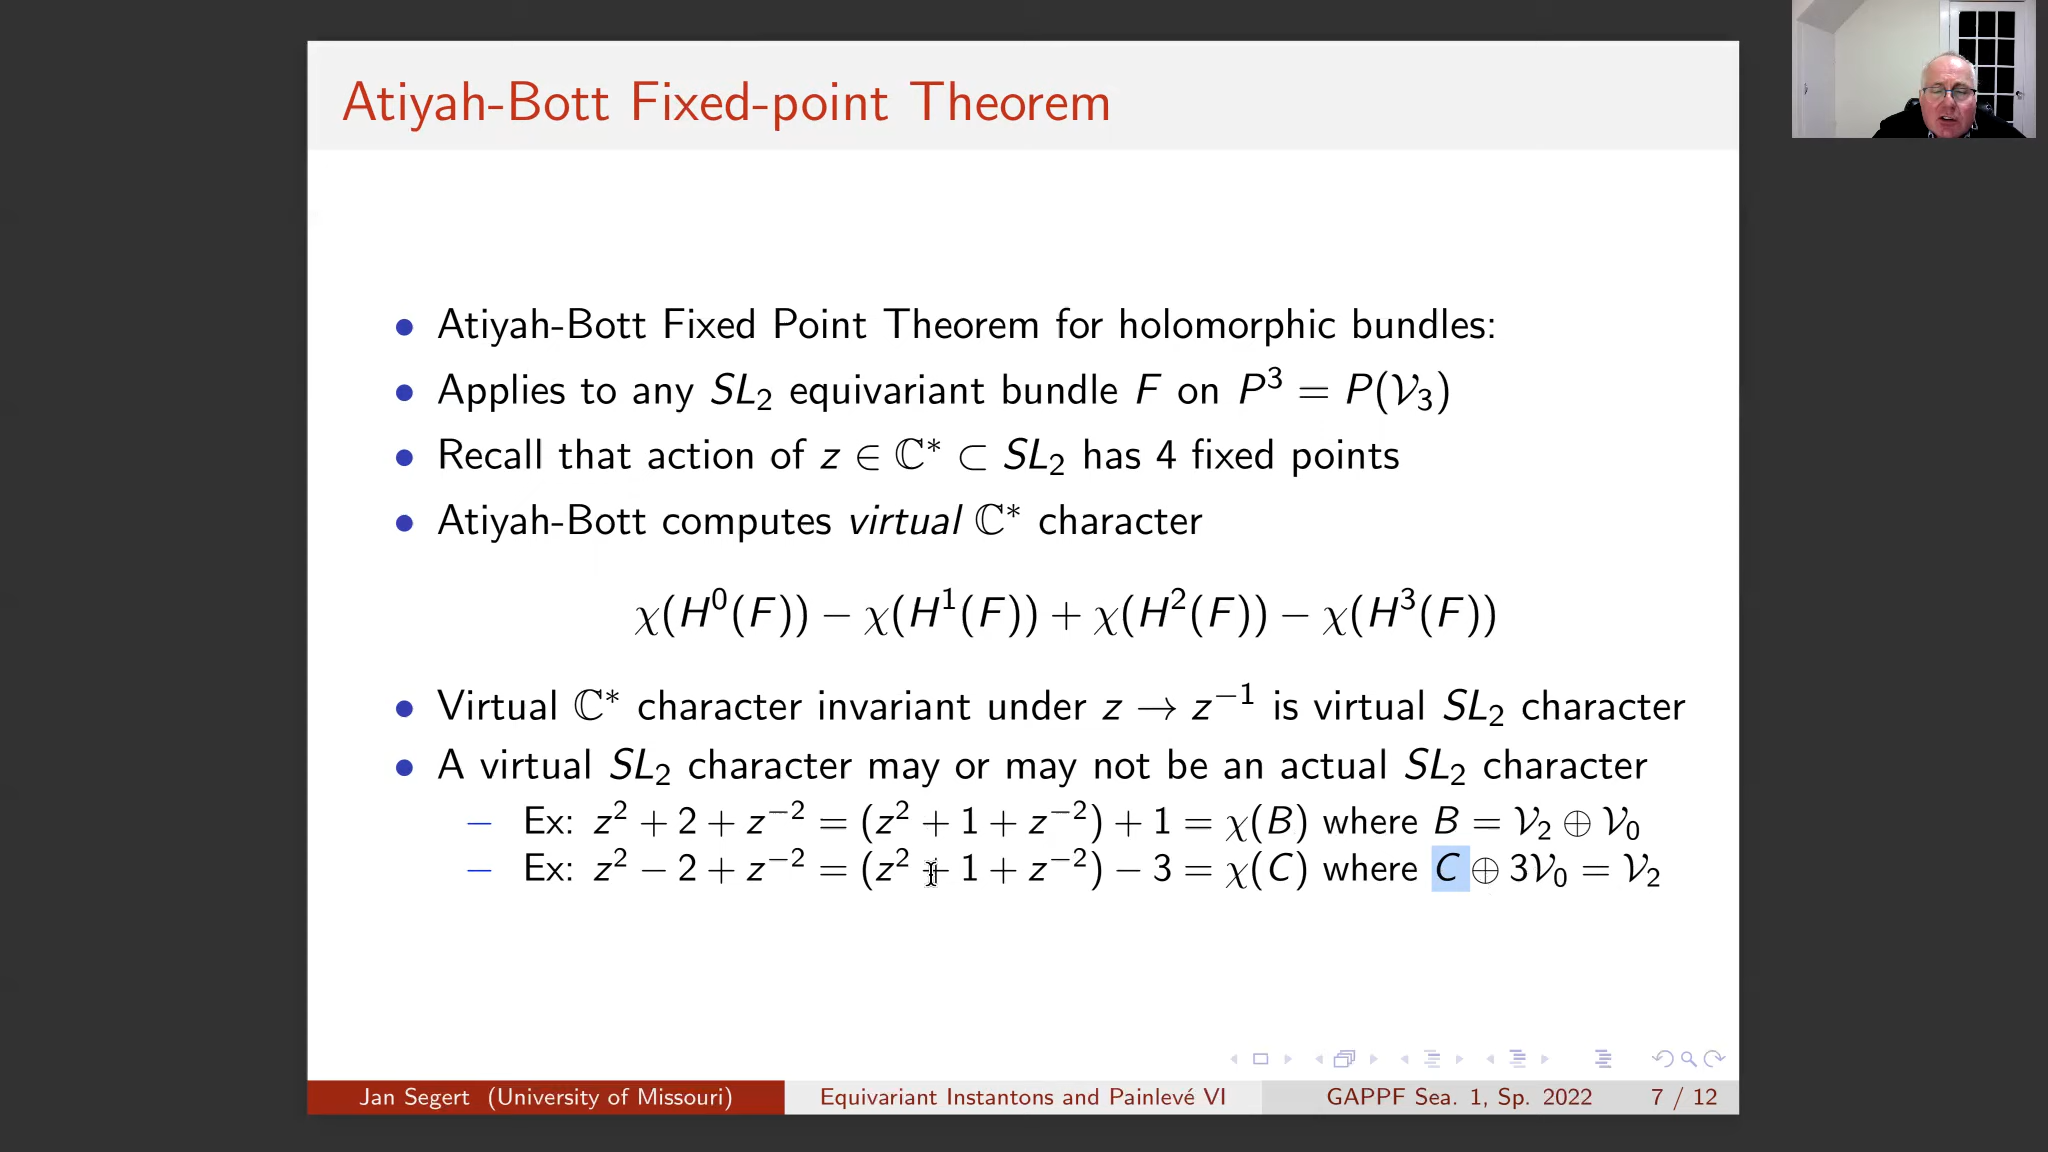 Atiyah-Bott Fixed-point Theorem
• Atiyah-Bott Fixed Point Theorem for holomorphic bundles:
• Applies to any SL₂ equivariant bundle F on P³ = P(𝒱₃)
• Recall that action of z ∈ ℂ* ⊂ SL₂ has 4 fixed points
• Atiyah-Bott computes virtual ℂ* character
χ(H⁰(F)) − χ(H¹(F)) + χ(H²(F)) − χ(H³(F))
• Virtual ℂ* character invariant under z → z⁻¹ is virtual SL₂ character
• A virtual SL₂ character may or may not be an actual SL₂ character
– Ex: z² + 2 + z⁻² = (z² + 1 + z⁻²) + 1 = χ(B) where B = 𝒱₂ ⊕ 𝒱₀
– Ex: z² − 2 + z⁻² = (z² + 1 + z⁻²) − 3 = χ(C) where C ⊕ 3𝒱₀ = 𝒱₂
Jan Segert (University of Missouri) Equivariant Instantons and Painlevé VI GAPPF Sea. 1, Sp. 2022 7 / 12